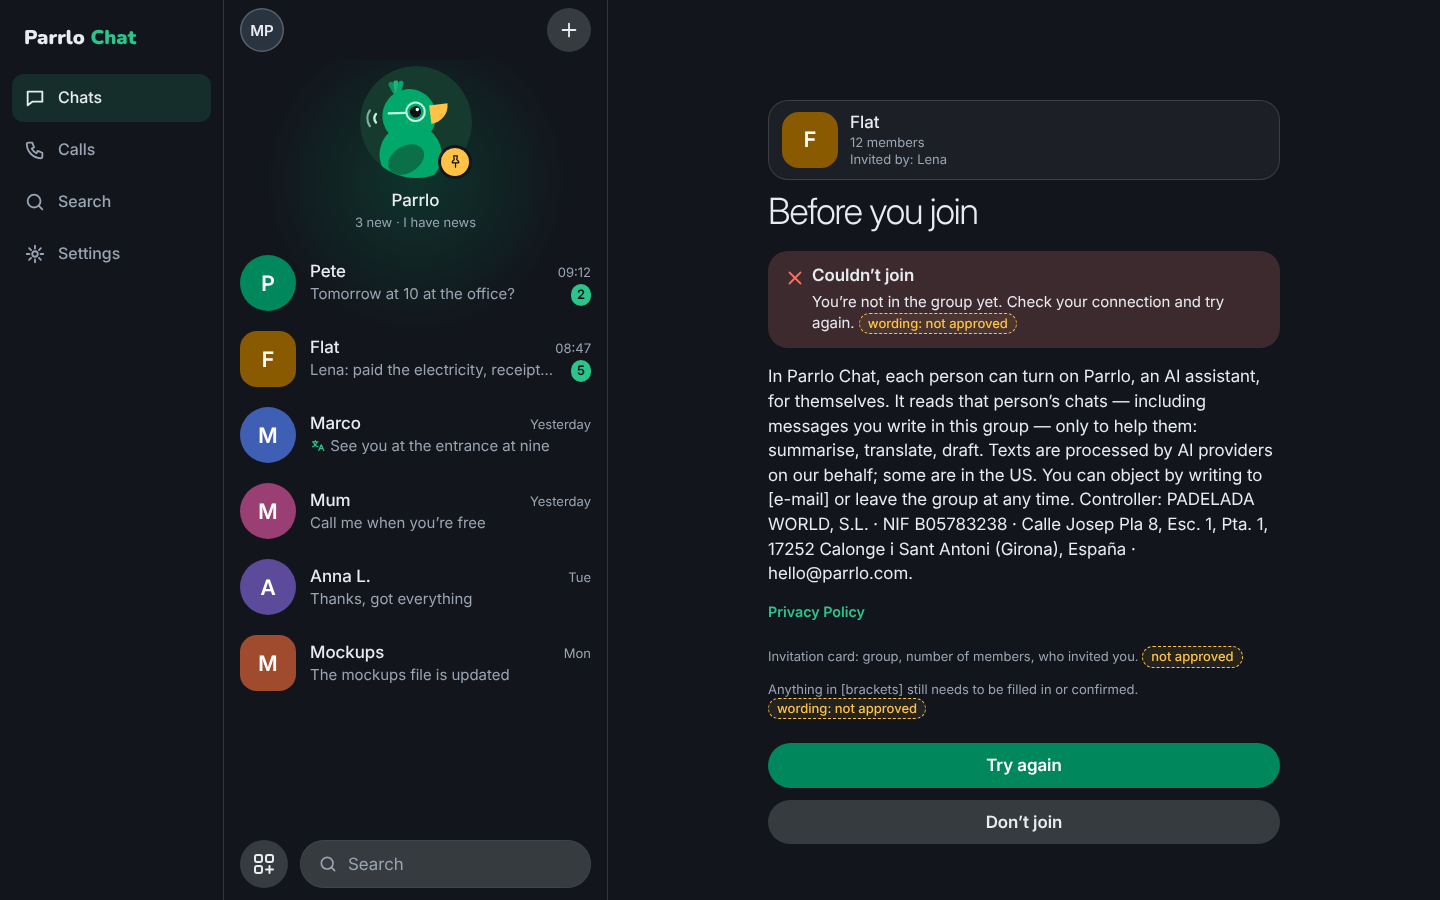 Parrlo Chat
Chats
Calls
Search
Settings
MP
Parrlo
3 new · I have news
P
Pete
09:12
Tomorrow at 10 at the office?
2
F
Flat
08:47
Lena: paid the electricity, receipt...
5
M
Marco
Yesterday
See you at the entrance at nine
M
Mum
Yesterday
Call me when you’re free
A
Anna L.
Tue
Thanks, got everything
M
Mockups
Mon
The mockups file is updated
Search
F
Flat
12 members
Invited by: Lena
Before you join
Couldn’t join
You’re not in the group yet. Check your connection and try
again. wording: not approved
In Parrlo Chat, each person can turn on Parrlo, an AI assistant,
for themselves. It reads that person’s chats — including
messages you write in this group — only to help them:
summarise, translate, draft. Texts are processed by AI providers
on our behalf; some are in the US. You can object by writing to
[e-mail] or leave the group at any time. Controller: PADELADA
WORLD, S.L. · NIF B05783238 · Calle Josep Pla 8, Esc. 1, Pta. 1,
17252 Calonge i Sant Antoni (Girona), España ·
hello@parrlo.com.
Privacy Policy
Invitation card: group, number of members, who invited you. not approved
Anything in [brackets] still needs to be filled in or confirmed.
wording: not approved
Try again
Don’t join